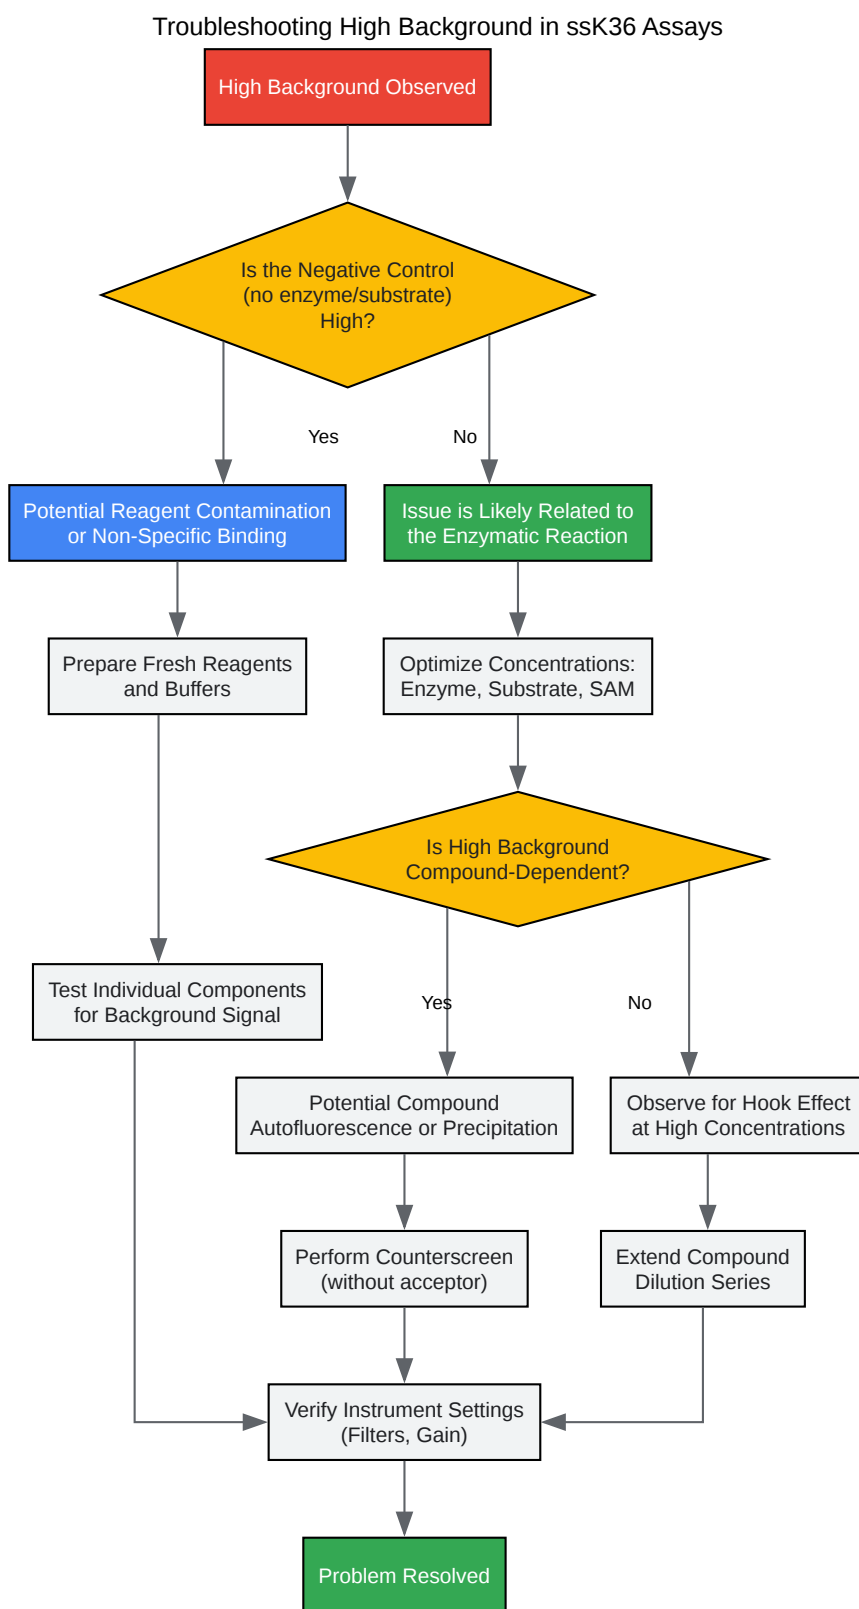 Troubleshooting High Background in ssK36 Assays
High Background Observed
Is the Negative Control
(no enzyme/substrate)
High?
Yes
No
Potential Reagent Contamination
or Non-Specific Binding
Issue is Likely Related to
the Enzymatic Reaction
Prepare Fresh Reagents
and Buffers
Optimize Concentrations:
Enzyme, Substrate, SAM
Is High Background
Compound-Dependent?
Test Individual Components
for Background Signal
Yes
No
Potential Compound
Autofluorescence or Precipitation
Observe for Hook Effect
at High Concentrations
Perform Counterscreen
(without acceptor)
Extend Compound
Dilution Series
Verify Instrument Settings
(Filters, Gain)
Problem Resolved